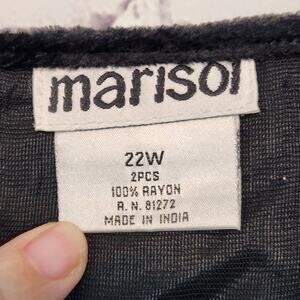 marisol
22W
2PCS
100% RAYON
R. N. 81272
MADE IN INDIA